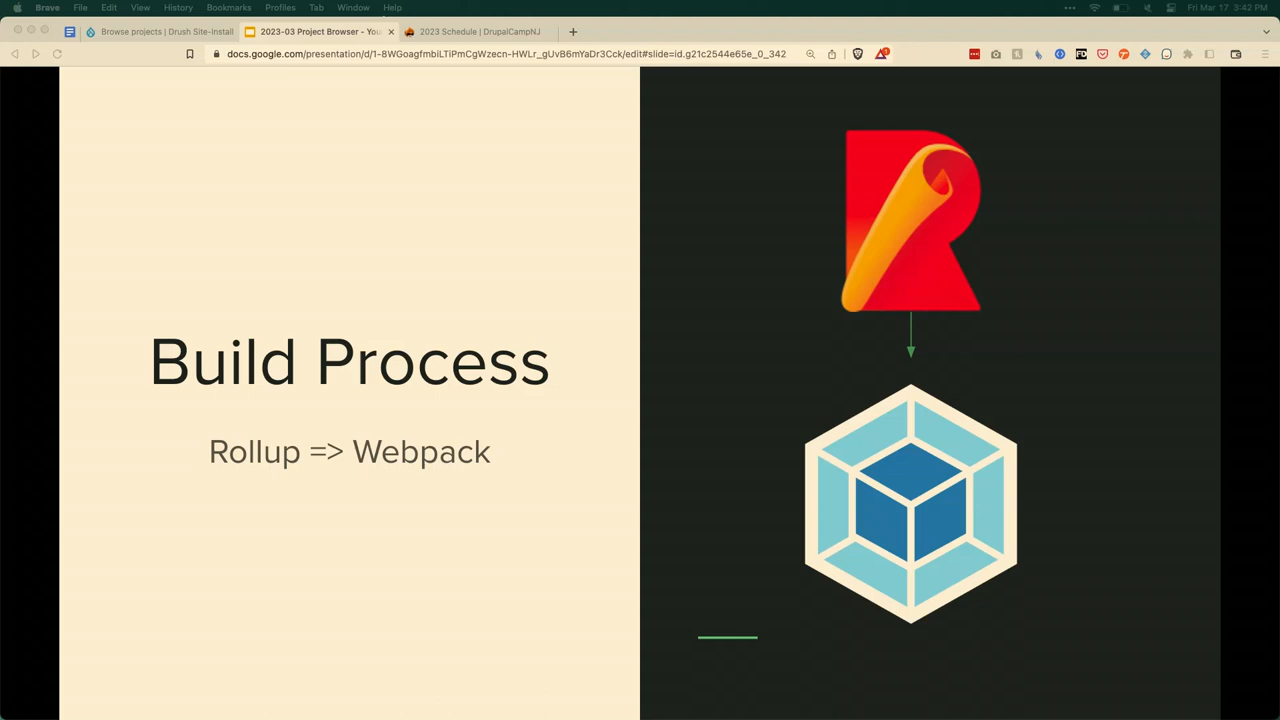 Brave File Edit View History Bookmarks Profiles Tab Window Help
Fri Mar 17 3:42 PM
Browse projects | Drush Site-Install
2023-03 Project Browser - You
2023 Schedule | DrupalCampNJ
docs.google.com/presentation/d/1-8WGoagfmbiLTiPmCgWzecn-HWLr_gUvB6mYaDr3Cck/edit#slide=id.g21c2544e65e_0_342
Build Process
Rollup => Webpack